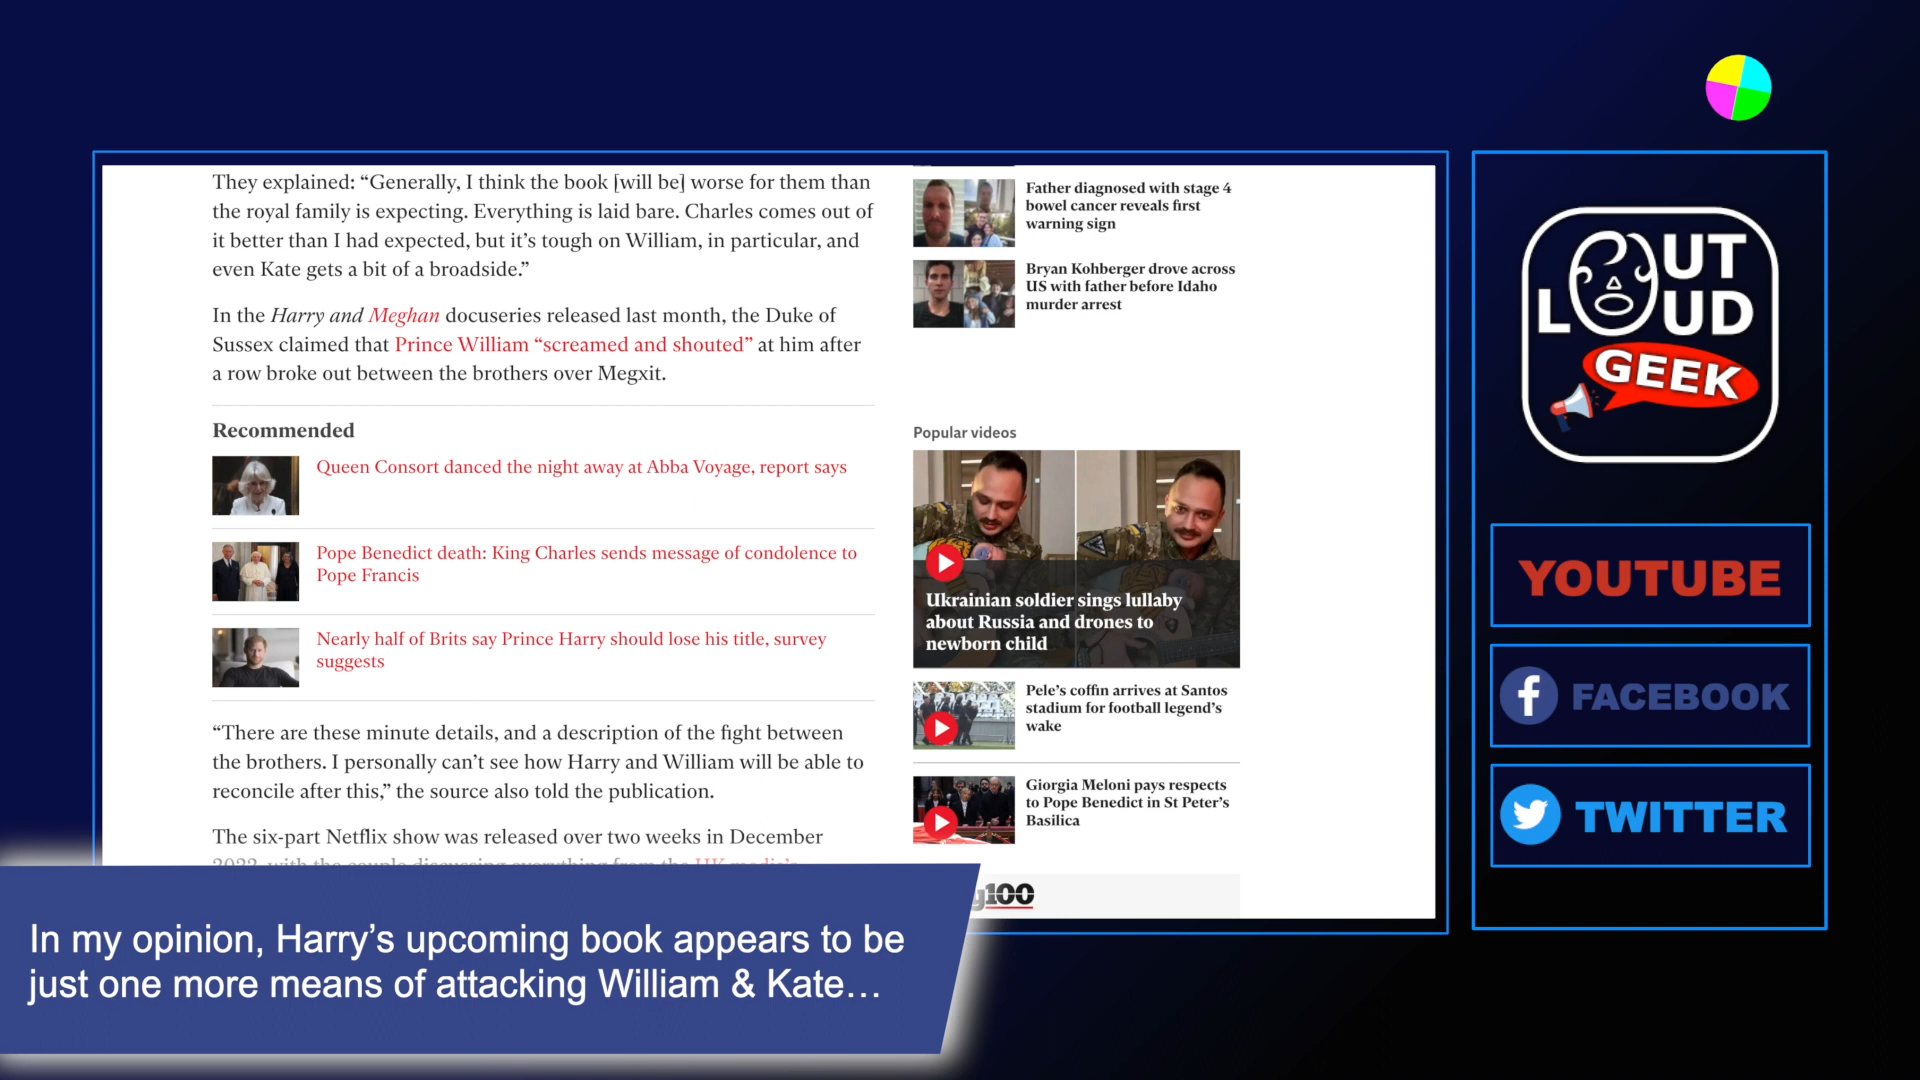 They explained: “Generally, I think the book [will be] worse for them than
the royal family is expecting. Everything is laid bare. Charles comes out of
it better than I had expected, but it’s tough on William, in particular, and
even Kate gets a bit of a broadside.”
In the Harry and Meghan docuseries released last month, the Duke of
Sussex claimed that Prince William “screamed and shouted” at him after
a row broke out between the brothers over Megxit.
Recommended
Queen Consort danced the night away at Abba Voyage, report says
Pope Benedict death: King Charles sends message of condolence to
Pope Francis
Nearly half of Brits say Prince Harry should lose his title, survey
suggests
“There are these minute details, and a description of the fight between
the brothers. I personally can’t see how Harry and William will be able to
reconcile after this,” the source also told the publication.
The six-part Netflix show was released over two weeks in December
2022, with the couple discussing everything from the UK media’s
Father diagnosed with stage 4
bowel cancer reveals first
warning sign
Bryan Kohberger drove across
US with father before Idaho
murder arrest
Popular videos
Ukrainian soldier sings lullaby
about Russia and drones to
newborn child
Pele’s coffin arrives at Santos
stadium for football legend’s
wake
Giorgia Meloni pays respects
to Pope Benedict in St Peter’s
Basilica
100
OUT
LOUD
GEEK
YOUTUBE
FACEBOOK
TWITTER
In my opinion, Harry’s upcoming book appears to be
just one more means of attacking William & Kate…